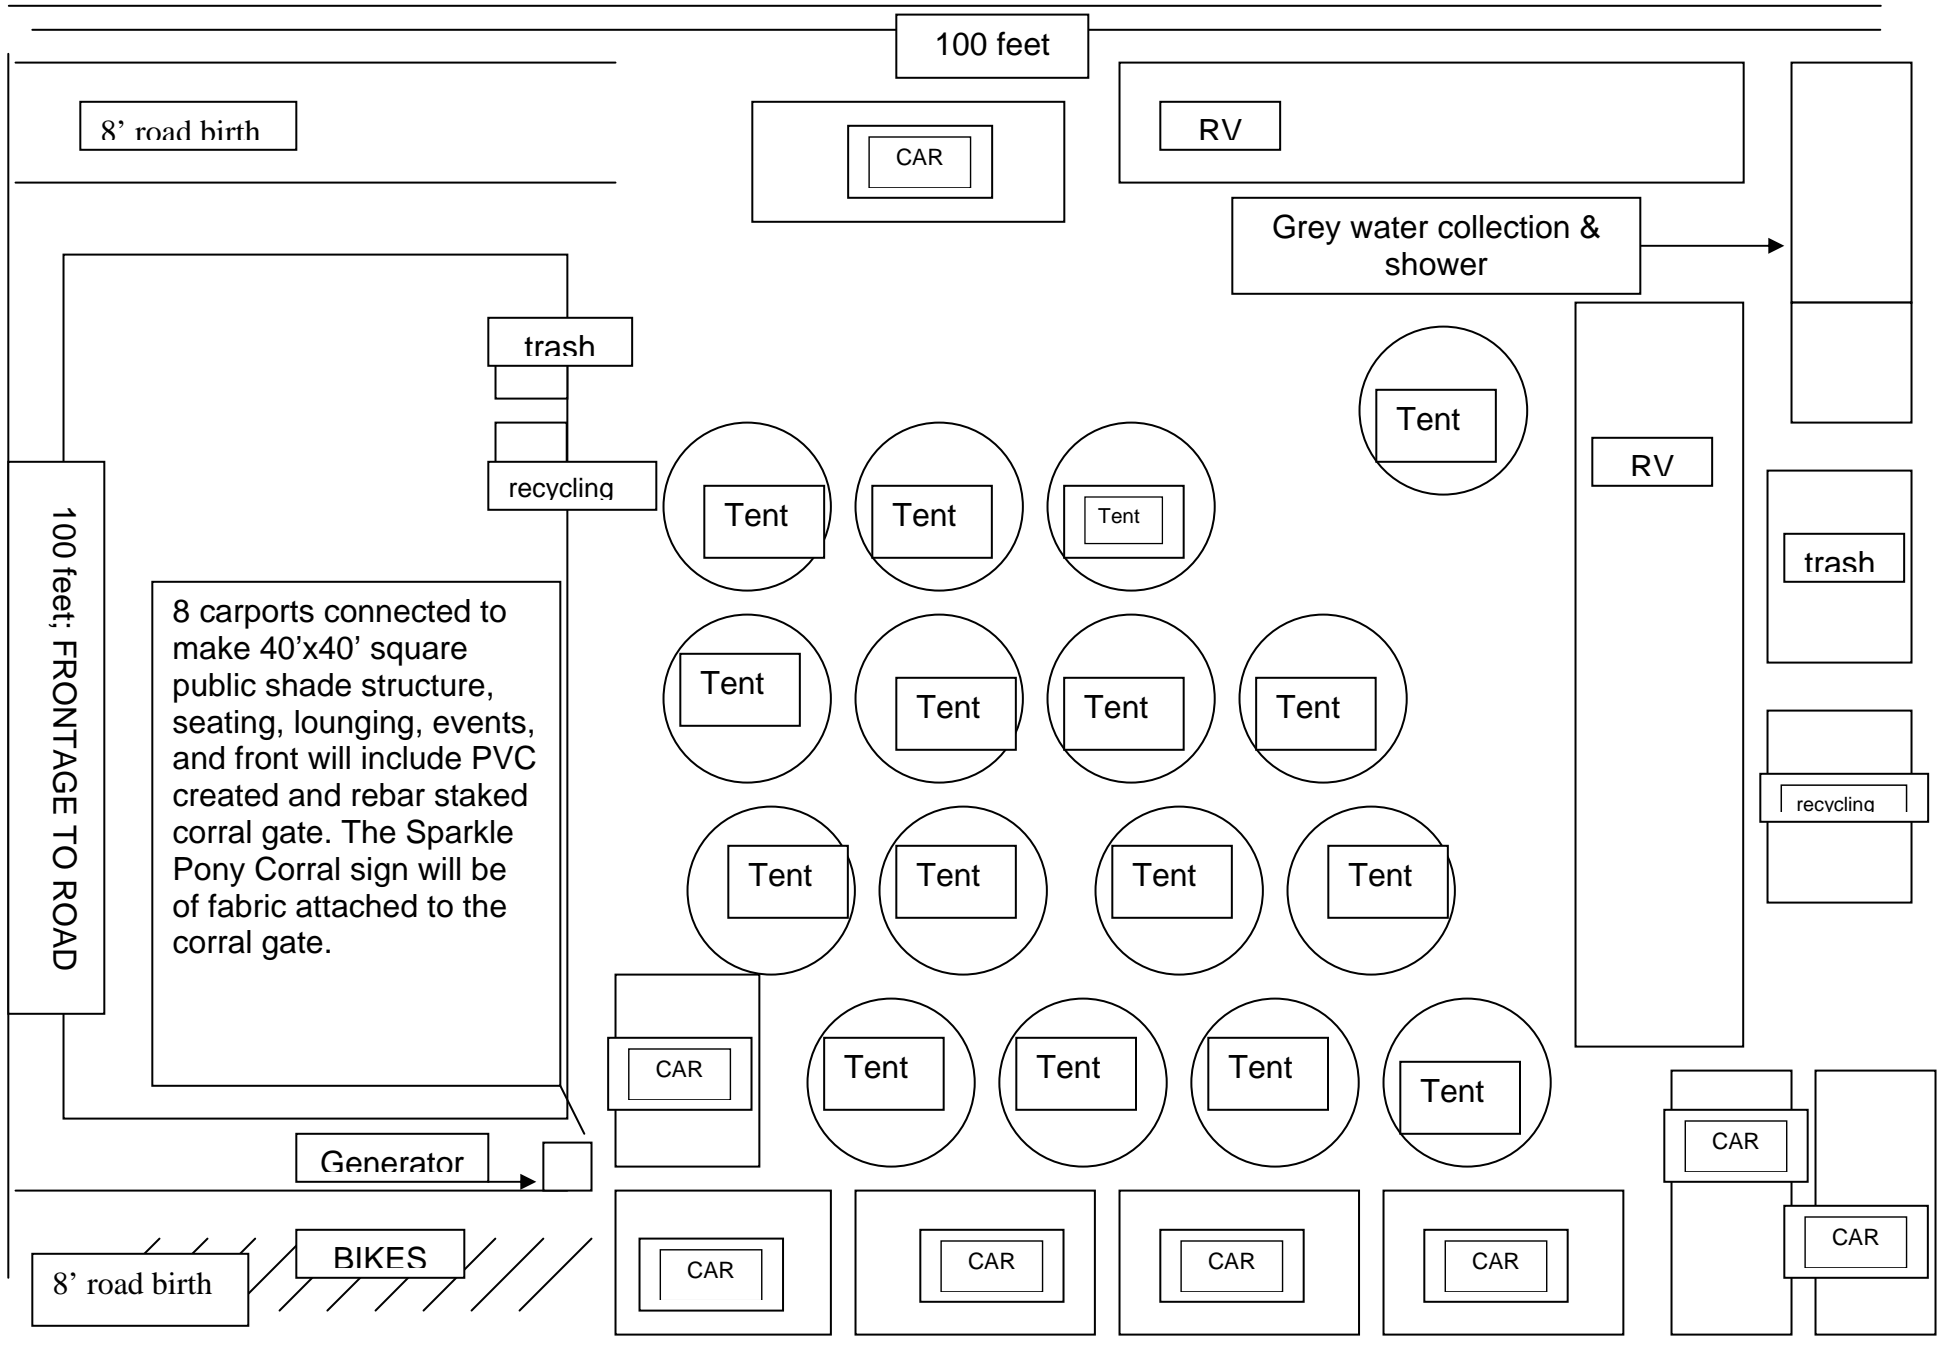 100 feet
8’ road birth
CAR
RV
Grey water collection &
shower
trash
recycling
Tent
RV
Tent
Tent
Tent
trash
100 feet; FRONTAGE TO ROAD
8 carports connected to
make 40’x40’ square
public shade structure,
seating, lounging, events,
and front will include PVC
created and rebar staked
corral gate. The Sparkle
Pony Corral sign will be
of fabric attached to the
corral gate.
Tent
Tent
Tent
Tent
recycling
Tent
Tent
Tent
Tent
CAR
Tent
Tent
Tent
Tent
CAR
Generator
CAR
BIKES
8’ road birth
CAR
CAR
CAR
CAR